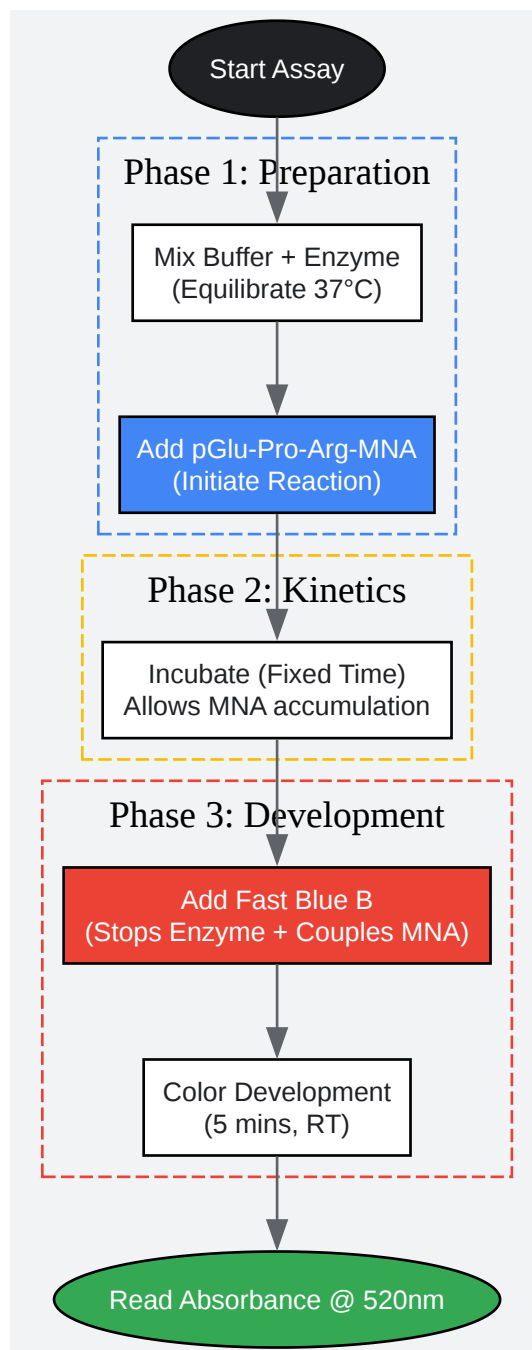 Start Assay
Phase 1: Preparation
Mix Buffer + Enzyme
(Equilibrate 37°C)
Add pGlu-Pro-Arg-MNA
(Initiate Reaction)
Phase 2: Kinetics
Incubate (Fixed Time)
Allows MNA accumulation
Phase 3: Development
Add Fast Blue B
(Stops Enzyme + Couples MNA)
Color Development
(5 mins, RT)
Read Absorbance @ 520nm